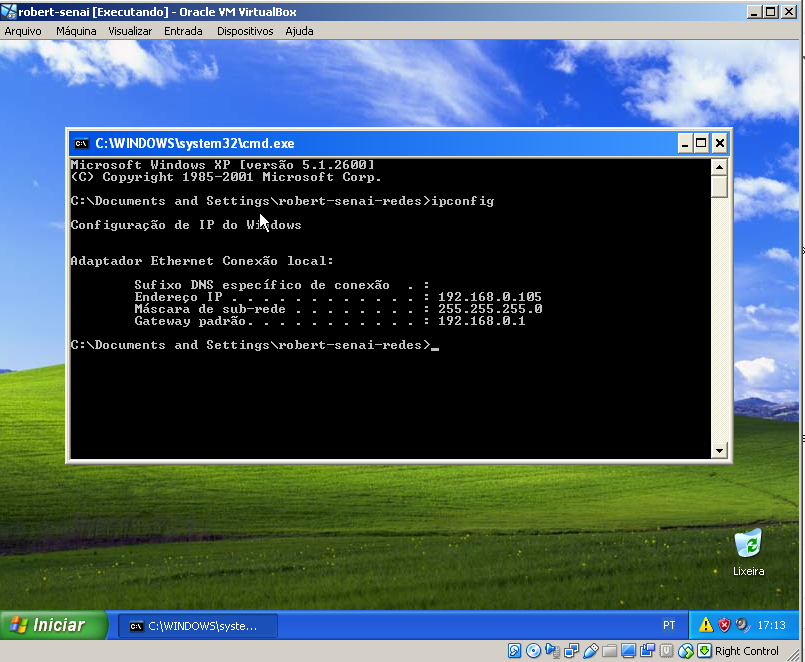 robert-senai [Executando] - Oracle VM VirtualBox
Arquivo Máquina Visualizar Entrada Dispositivos Ajuda
C:\WINDOWS\system32\cmd.exe
Microsoft Windows XP [versão 5.1.2600]
(C) Copyright 1985-2001 Microsoft Corp.
C:\Documents and Settings\robert-senai-redes>ipconfig
Configuração de IP do Windows
Adaptador Ethernet Conexão local:
Sufixo DNS específico de conexão . :
Endereço IP . . . . . . . . . . . . : 192.168.0.105
Máscara de sub-rede . . . . . . . . : 255.255.255.0
Gateway padrão. . . . . . . . . . . : 192.168.0.1
C:\Documents and Settings\robert-senai-redes>_
Lixeira
Iniciar C:\WINDOWS\syste... PT 17:13
Right Control